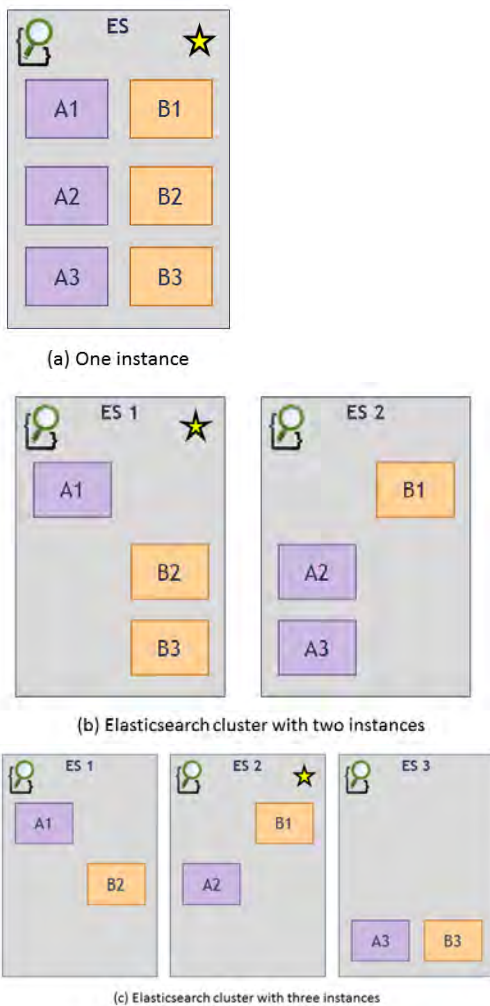 ES
A1 B1
A2 B2
A3 B3
(a) One instance
ES 1 ES 2
A1 B1
B2 A2
B3 A3
(b) Elasticsearch cluster with two instances
ES 1 ES 2 ES 3
A1 B1
B2 A2
A3 B3
(c) Elasticsearch cluster with three instances